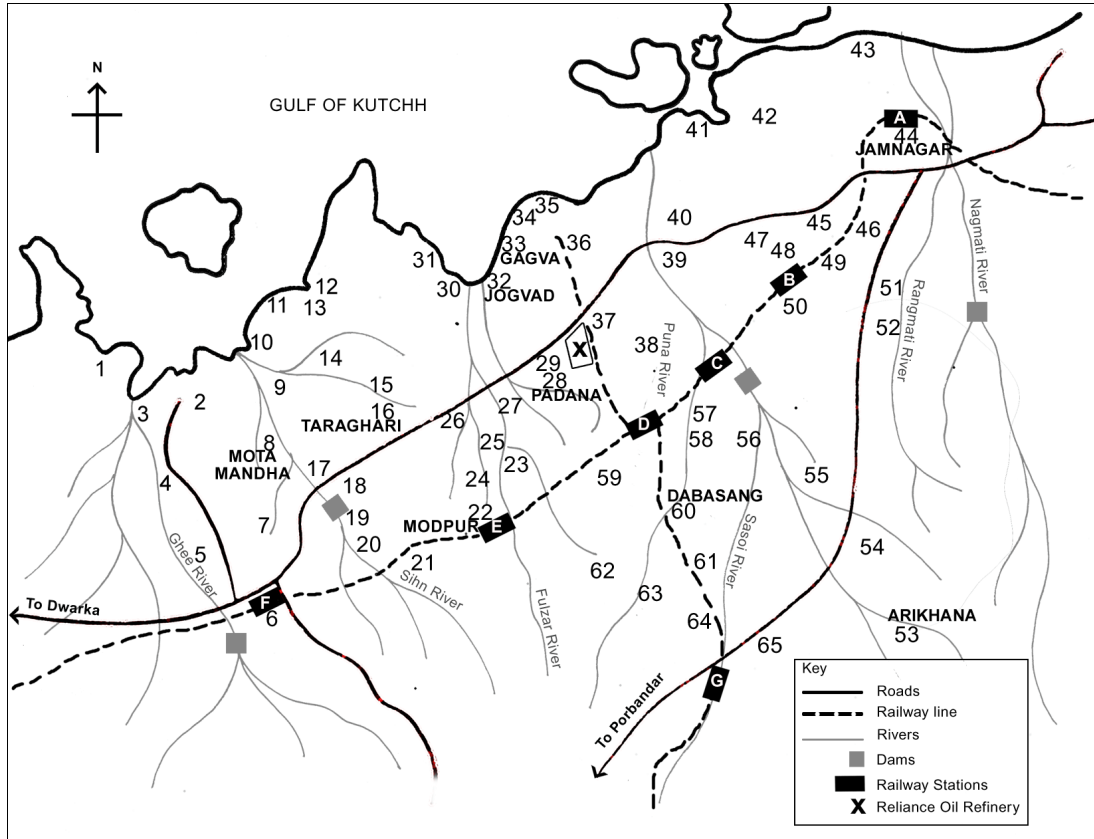 43
N
GULF OF KUTCHH
42
41
A
44
JAMNAGAR
35
34
40
45
46
33
36
47
48
39
49
GAGVA
31
32
30
JOGVAD
B
50
51
52
Nagmati River
Rangmati River
12
11
13
37
X
38
Puna River
10
14
29
28
PADANA
C
1
9
15
2
3
16
TARAGHARI
26
27
D
57
58
56
8
MOTA
MANDHA
25
23
17
18
24
59
55
4
DABASANG
60
7
19
MODPUR
22
E
20
21
5
Ghee River
Sihn River
Fulzar River
Sasoi River
62
61
54
63
64
53
ARIKHANA
65
To Dwarka
F
6
G
To Porbandar
Key
Roads
Railway line
Rivers
Dams
Railway Stations
X Reliance Oil Refinery